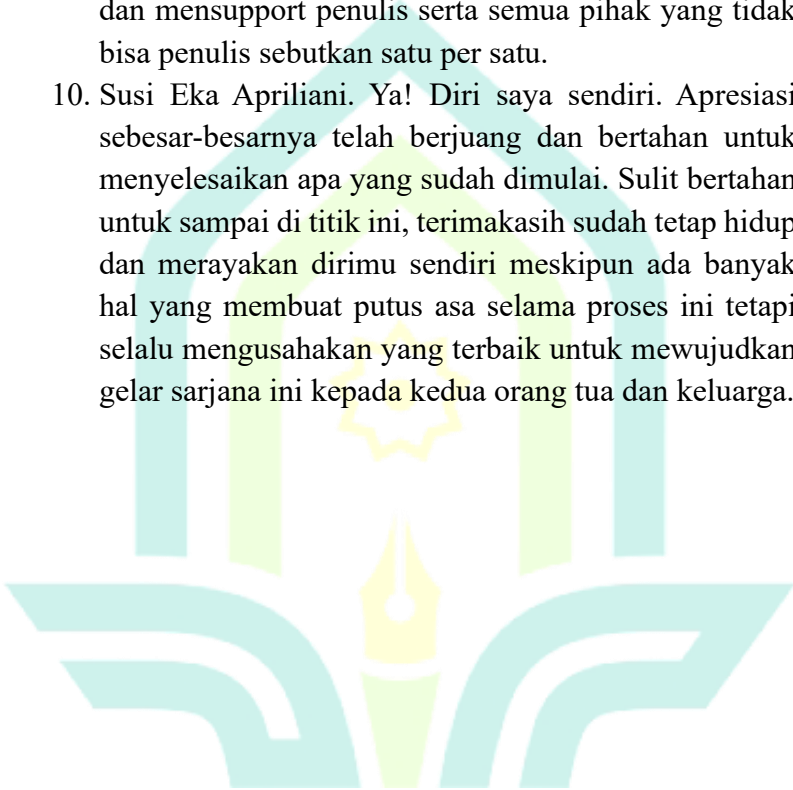 dan mensupport penulis serta semua pihak yang tidak
bisa penulis sebutkan satu per satu.
10. Susi Eka Apriliani. Ya! Diri saya sendiri. Apresiasi
sebesar-besarnya telah berjuang dan bertahan untuk
menyelesaikan apa yang sudah dimulai. Sulit bertahan
untuk sampai di titik ini, terimakasih sudah tetap hidup
dan merayakan dirimu sendiri meskipun ada banyak
hal yang membuat putus asa selama proses ini tetapi
selalu mengusahakan yang terbaik untuk mewujudkan
gelar sarjana ini kepada kedua orang tua dan keluarga.